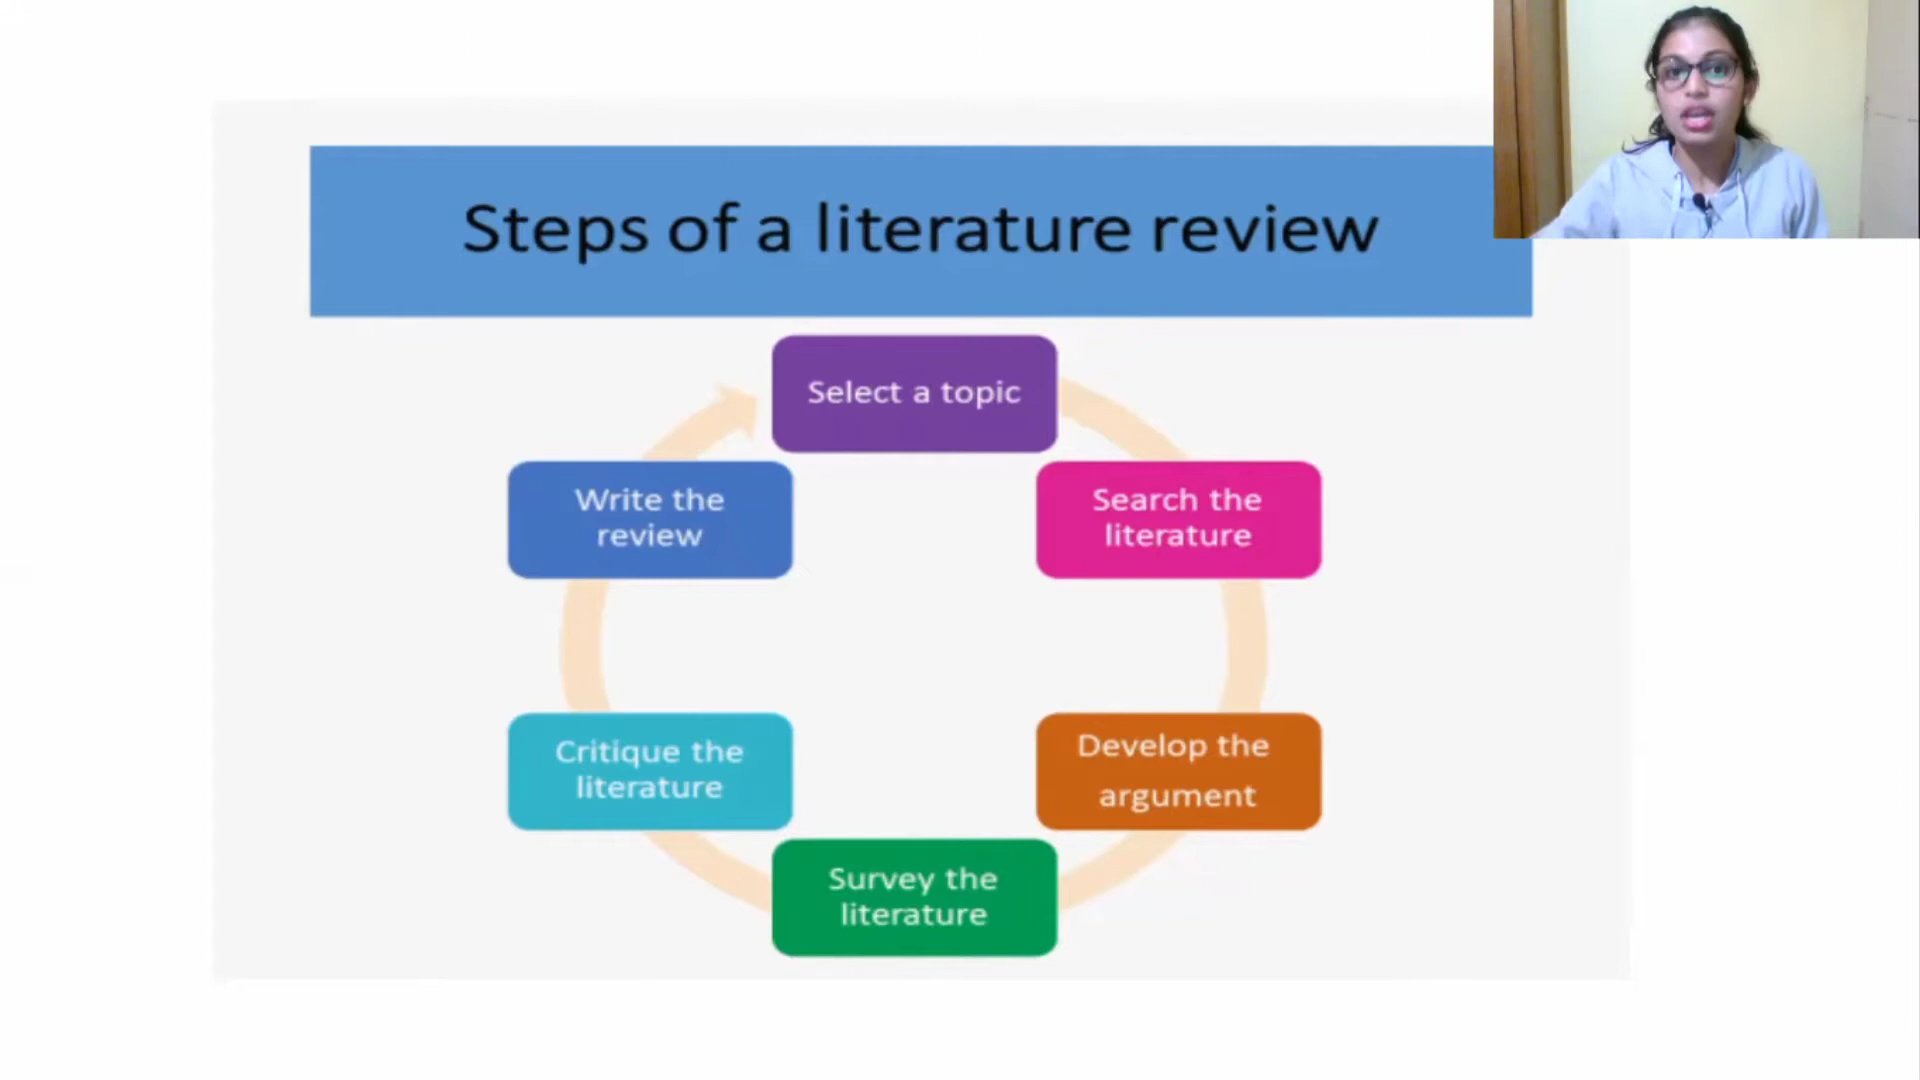 Steps of a literature review
Select a topic
Search the
literature
Develop the
argument
Survey the
literature
Critique the
literature
Write the
review